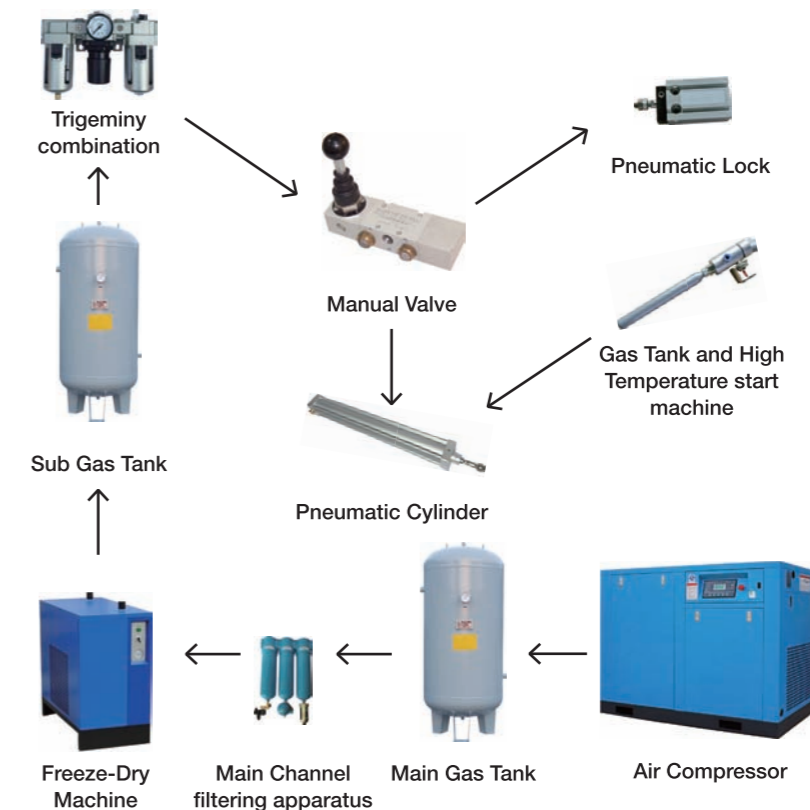 Trigeminy
combination
Pneumatic Lock
Manual Valve
Gas Tank and High
Temperature start
machine
Sub Gas Tank
Pneumatic Cylinder
Freeze-Dry
Machine
Main Channel
filtering apparatus
Main Gas Tank
Air Compressor